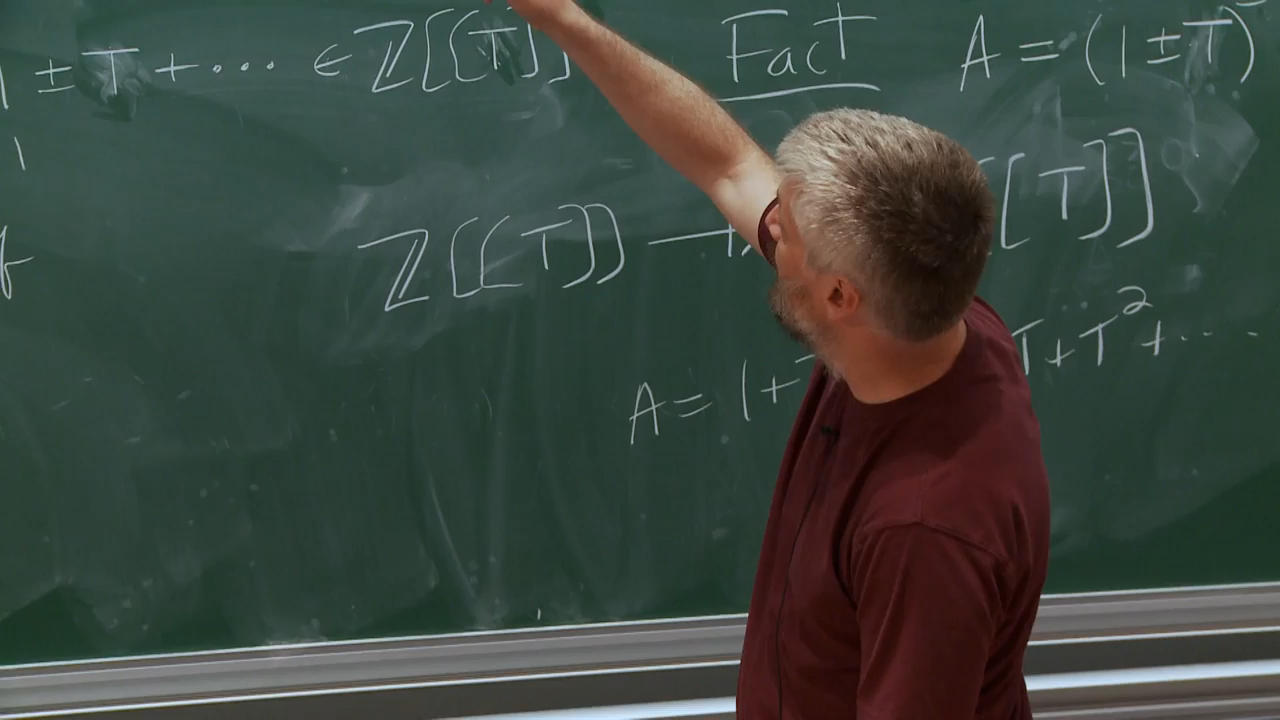 1 ± T + ... ∈ ℤ[[T]] Fact A = (1 ± T)⁻
1
ℤ[[T]] → [[T]]
A = 1 + T + T² + ...